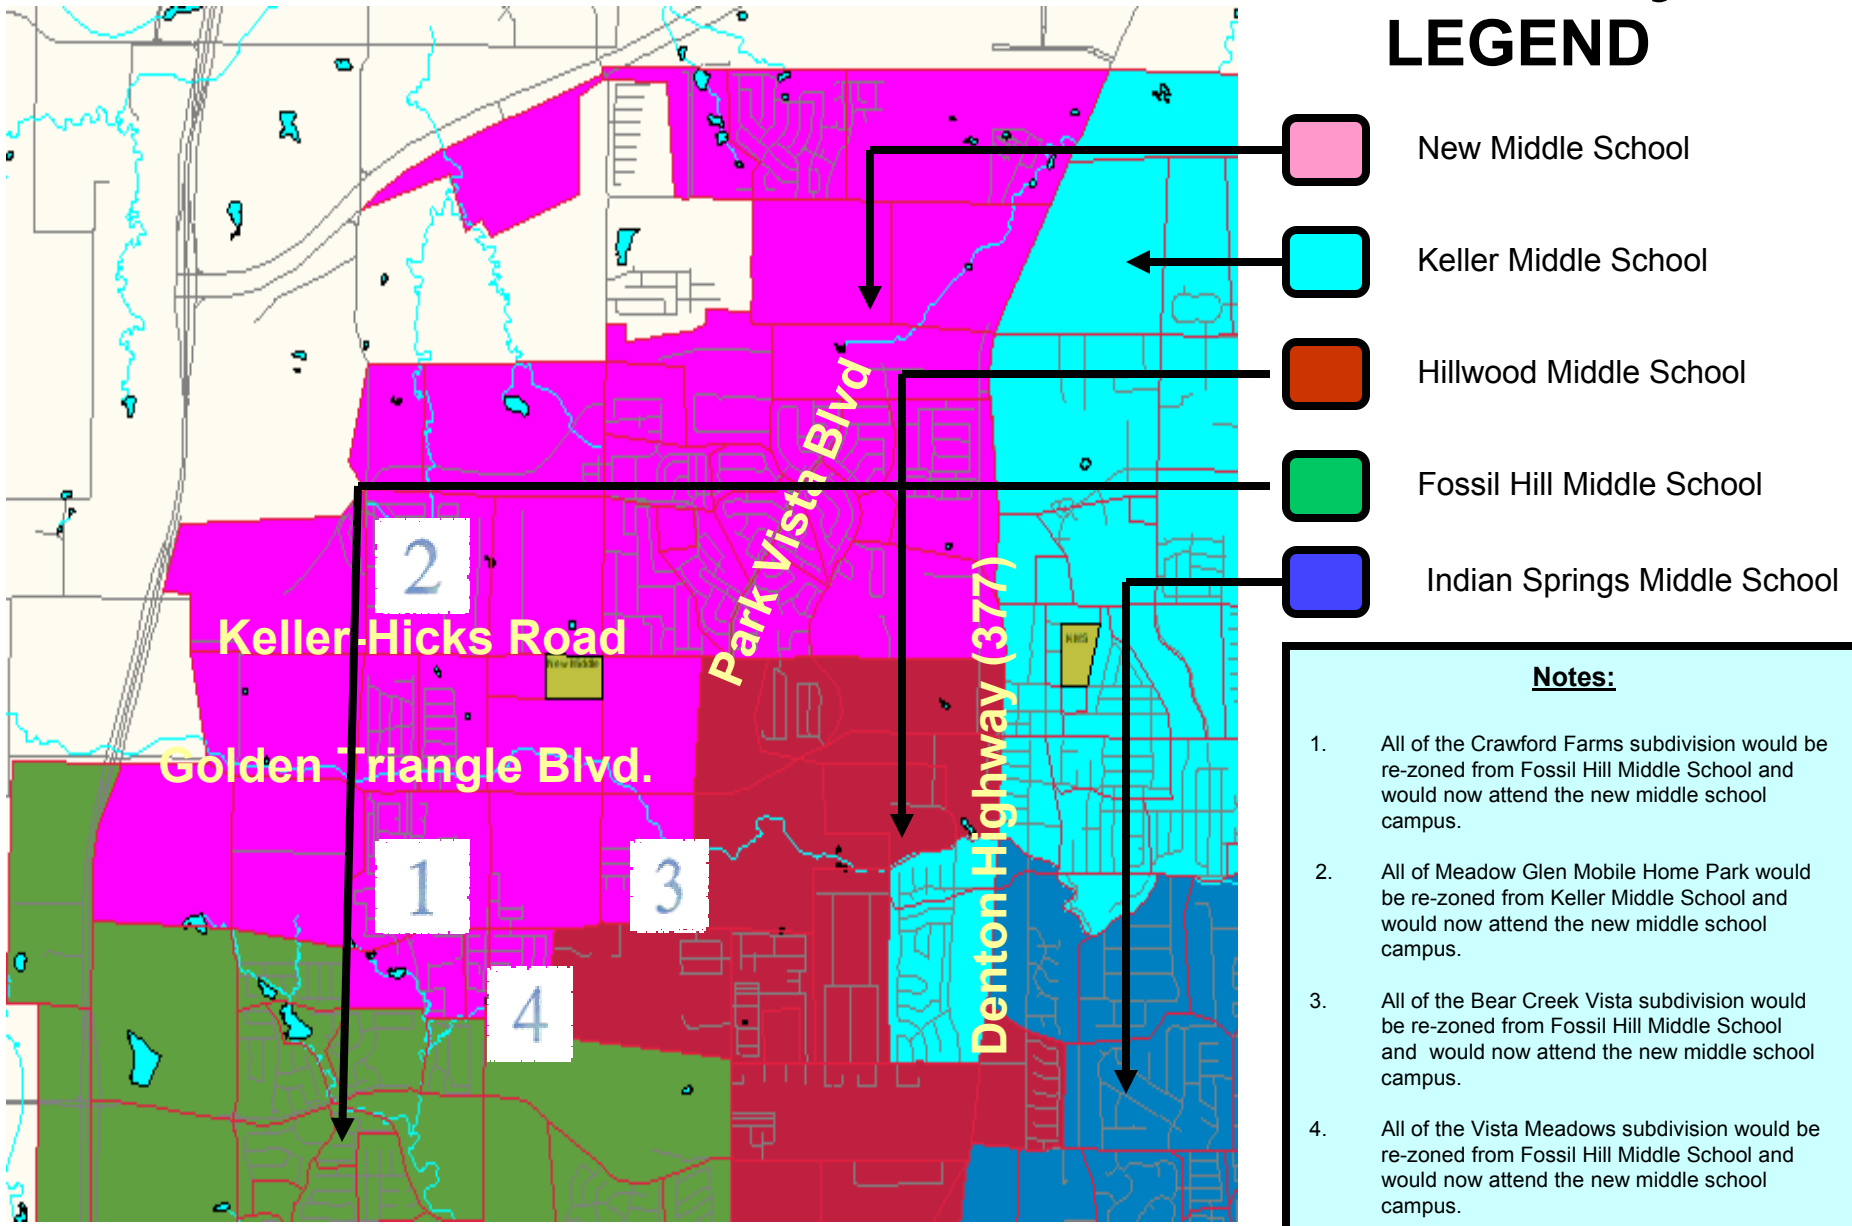 LEGEND
New Middle School
Keller Middle School
Hillwood Middle School
Fossil Hill Middle School
Indian Springs Middle School
Park Vista Blvd
2
Keller-Hicks Road
New Middle
KMS
Golden Triangle Blvd.
Denton Highway (377)
1
3
4
Notes:
1. All of the Crawford Farms subdivision would be
re-zoned from Fossil Hill Middle School and
would now attend the new middle school
campus.
2. All of Meadow Glen Mobile Home Park would
be re-zoned from Keller Middle School and
would now attend the new middle school
campus.
3. All of the Bear Creek Vista subdivision would
be re-zoned from Fossil Hill Middle School
and would now attend the new middle school
campus.
4. All of the Vista Meadows subdivision would be
re-zoned from Fossil Hill Middle School and
would now attend the new middle school
campus.